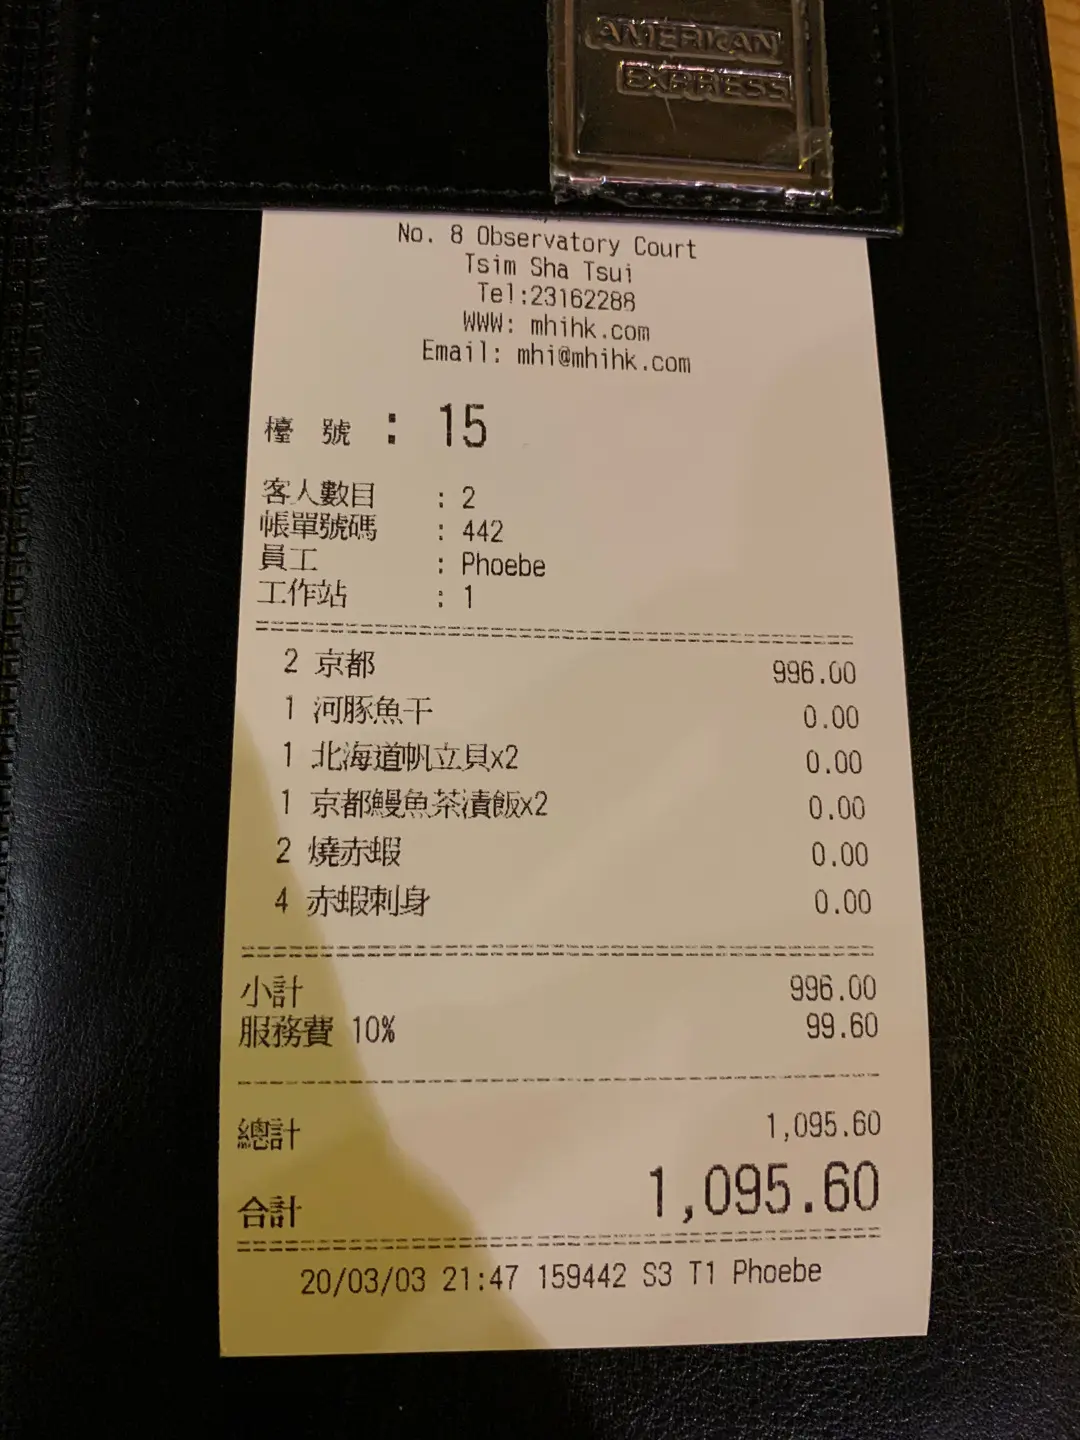 AMERICAN
EXPRESS
No. 8 Observatory Court
Tsim Sha Tsui
Tel:23162288
WWW: mhihk.com
Email: mhi@mhihk.com
檯 號 : 15
客人數目 : 2
帳單號碼 : 442
員工 : Phoebe
工作站 : 1
2 京都 996.00
1 河豚魚干 0.00
1 北海道帆立貝x2 0.00
1 京都鰻魚茶漬飯x2 0.00
2 燒赤蝦 0.00
4 赤蝦刺身 0.00
小計 996.00
服務費 10% 99.60
總計 1,095.60
合計 1,095.60
20/03/03 21:47 159442 S3 T1 Phoebe